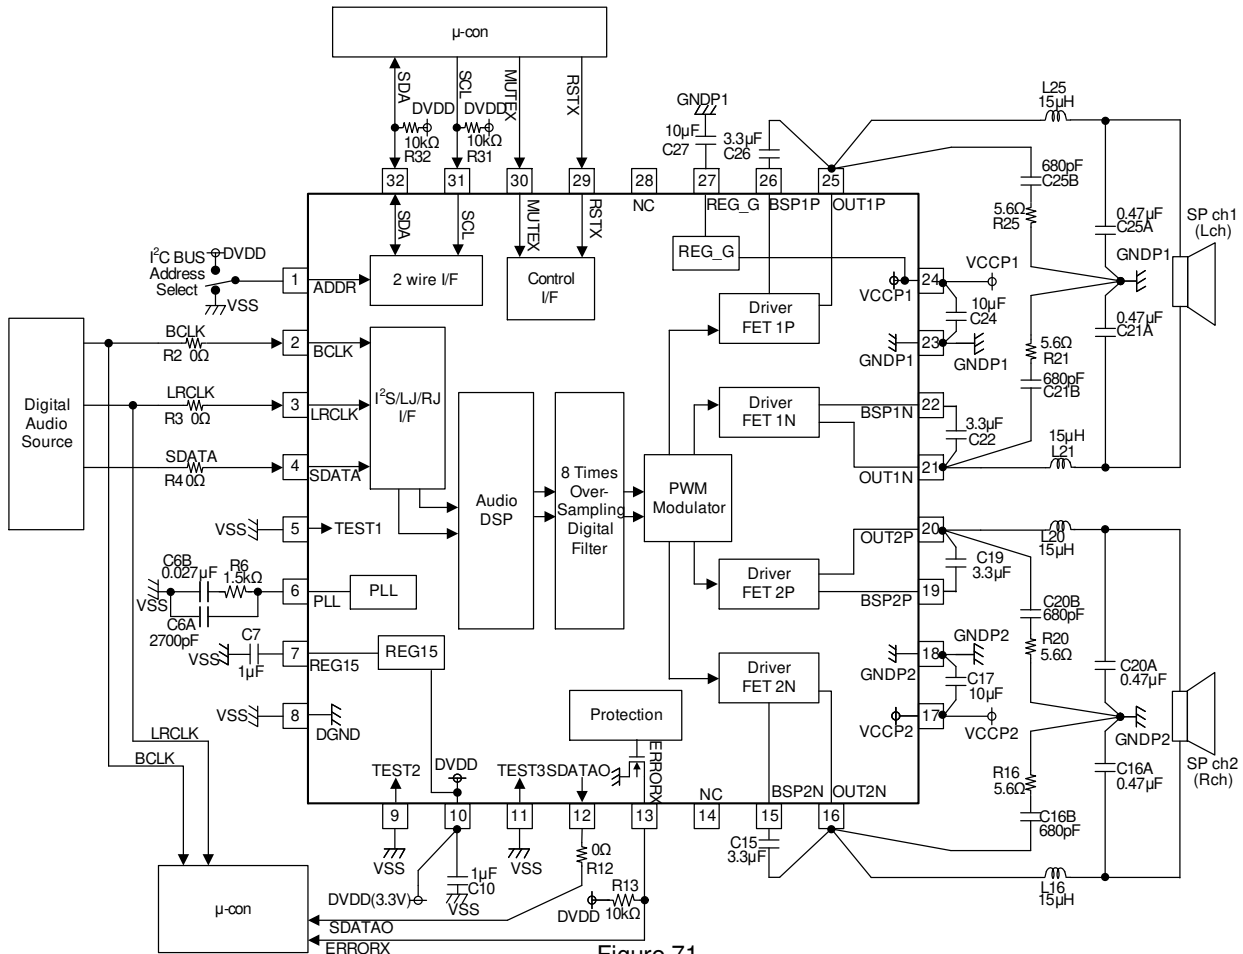 µ-con
SDA
SCL
MUTEX
RSTX
DVDD
DVDD
10kΩ
R32
10kΩ
R31
GNDP1
10µF
C27
3.3µF
C26
L25
15µH
680pF
C25B
5.6Ω
R25
0.47µF
C25A
SP ch1
(Lch)
32
31
30
29
28
27
26
25
NC
REG_G
BSP1P
OUT1P
SDA
SCL
MUTEX
RSTX
REG_G
I²C BUS
Address
Select
DVDD
VSS
1
ADDR
2 wire I/F
Control
I/F
24
VCCP1
VCCP1
10µF
C24
GNDP1
Driver
FET 1P
23
GNDP1
GNDP1
0.47µF
C21A
5.6Ω
R21
680pF
C21B
Digital
Audio
Source
BCLK
R2 0Ω
2
BCLK
LRCLK
R3 0Ω
3
LRCLK
SDATA
R4 0Ω
4
SDATA
I²S/LJ/RJ
I/F
Audio
DSP
8 Times
Over-
Sampling
Digital
Filter
PWM
Modulator
Driver
FET 1N
22
BSP1N
3.3µF
C22
21
OUT1N
15µH
L21
VSS
5
TEST1
20
OUT2P
L20
15µH
C19
3.3µF
C6B
0.027µF
R6
1.5kΩ
VSS
C6A
2700pF
6
PLL
PLL
Driver
FET 2P
19
BSP2P
C20B
680pF
R20
5.6Ω
C20A
0.47µF
VSS
C7
1µF
7
REG15
REG15
Driver
FET 2N
18
GNDP2
GNDP2
C17
10µF
VSS
8
DGND
Protection
17
VCCP2
VCCP2
GNDP2
SP ch2
(Rch)
LRCLK
BCLK
DVDD
TEST2
TEST3
SDATAO
ERRORX
NC
BSP2N
OUT2N
R16
5.6Ω
C16A
0.47µF
C16B
680pF
9
10
11
12
13
14
15
16
VSS
VSS
0Ω
R12
C15
3.3µF
1µF
C10
VSS
DVDD(3.3V)
R13
10kΩ
DVDD
L16
15µH
µ-con
SDATAO
ERRORX
Figure 71